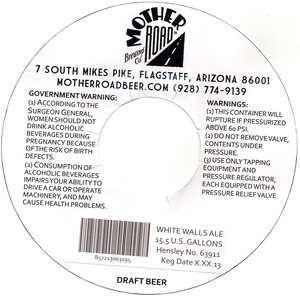 MOTHER
ROAD
Brewing Co
7 SOUTH MIKES PIKE, FLAGSTAFF, ARIZONA 86001
MOTHERROADBEER.COM (928) 774-9139
GOVERNMENT WARNING:
(1) ACCORDING TO THE
SURGEON GENERAL,
WOMEN SHOULD NOT
DRINK ALCOHOLIC
BEVERAGES DURING
PREGNANCY BECAUSE
OF THE RISK OF BIRTH
DEFECTS.
(2) CONSUMPTION OF
ALCOHOLIC BEVERAGES
IMPAIRS YOUR ABILITY TO
DRIVE A CAR OR OPERATE
MACHINERY, AND MAY
CAUSE HEALTH PROBLEMS.
WARNINGS:
(1) THIS CONTAINER WILL
RUPTURE IF PRESSURIZED
ABOVE 60 PSI.
(2) DO NOT REMOVE VALVE,
CONTENTS UNDER
PRESSURE.
(3) USE ONLY TAPPING
EQUIPMENT AND
PRESSURE REGULATOR,
EACH EQUIPPED WITH A
PRESSURE RELIEF VALVE.
857213003295
WHITE WALLS ALE
15.5 U.S. GALLONS
Hensley No. 63911
Keg Date X.XX.13
DRAFT BEER